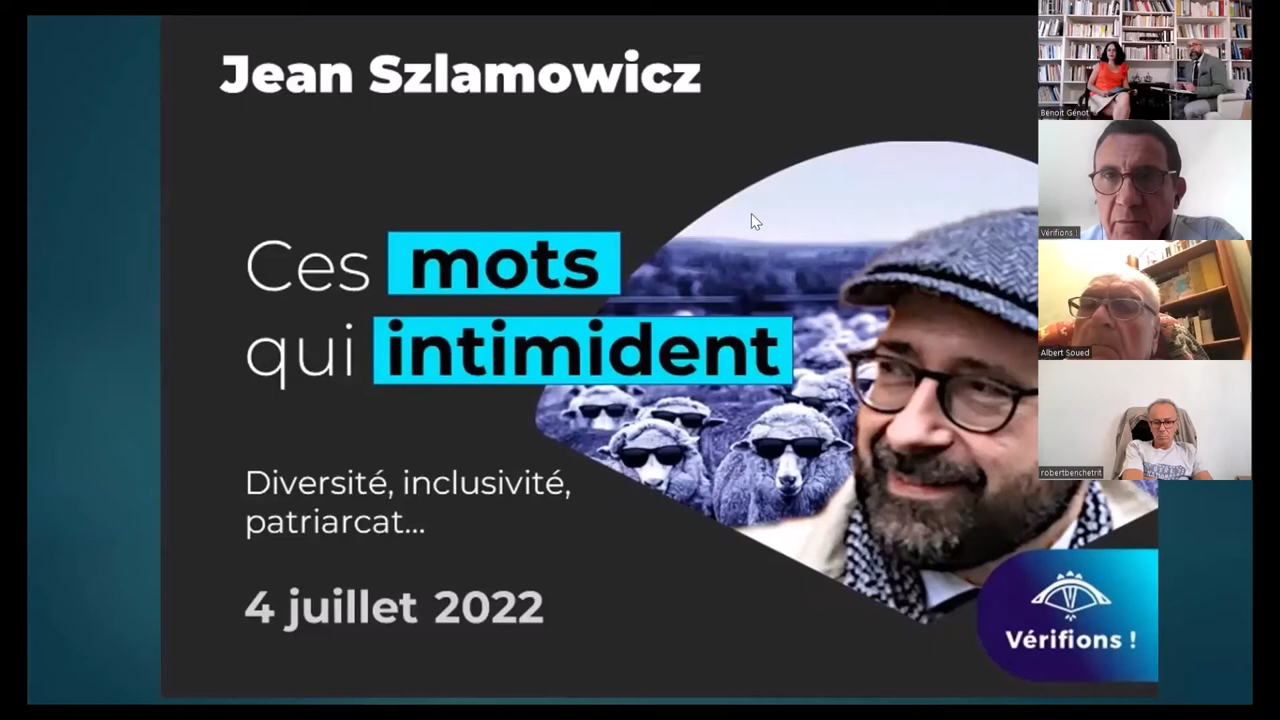 Jean Szlamowicz
Ces mots
qui intimident
Diversité, inclusivité,
patriarcat...
4 juillet 2022
Vérifions !
Benoit Génot
Vérifions !
Albert Soued
robertbenchetrit